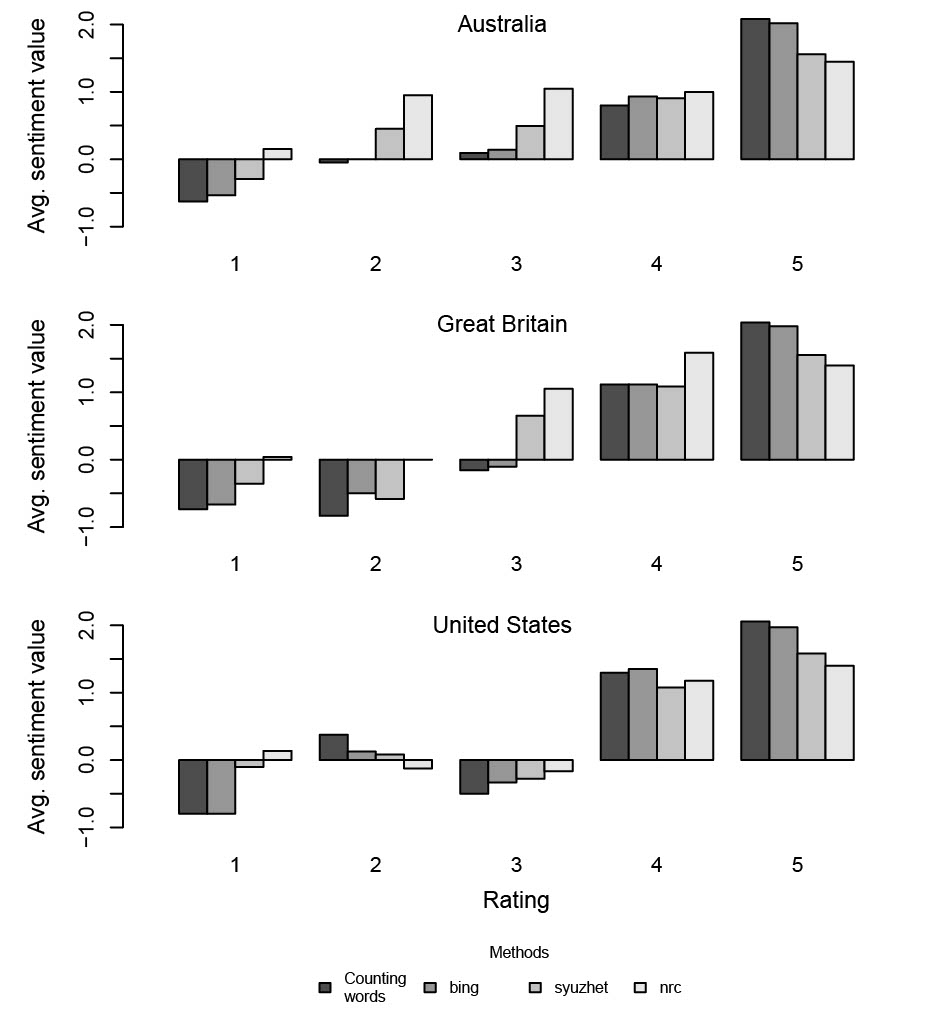 Australia
Avg. sentiment value
2.0
1.0
0.0
−1.0
1 2 3 4 5
Great Britain
Avg. sentiment value
2.0
1.0
0.0
−1.0
1 2 3 4 5
United States
Avg. sentiment value
2.0
1.0
0.0
−1.0
1 2 3 4 5
Rating
Methods
Counting words
bing
syuzhet
nrc